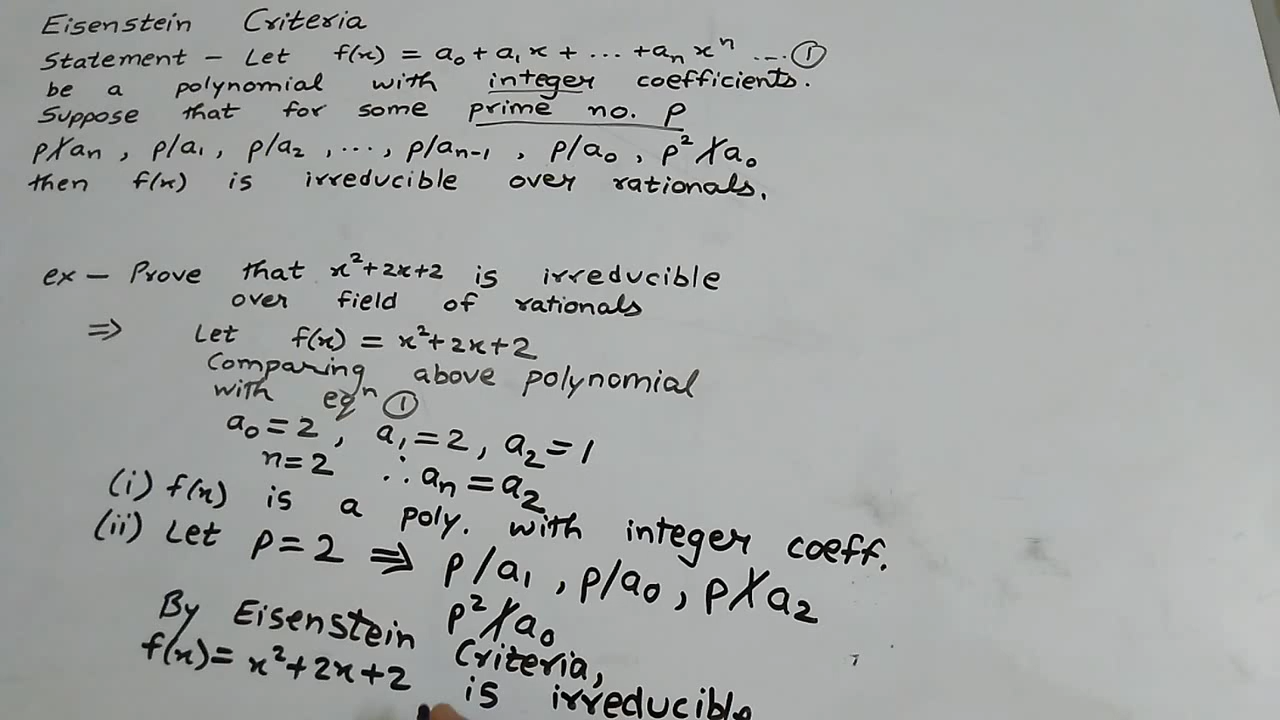 Eisenstein Criteria
Statement - Let f(x) = a₀ + a₁x + ... + aₙxⁿ ... ①
be a polynomial with integer coefficients.
Suppose that for some prime no. p
p∤aₙ, p/a₁, p/a₂, ..., p/aₙ₋₁, p/a₀, p²∤a₀
then f(x) is irreducible over rationals.
ex - Prove that x²+2x+2 is irreducible
over field of rationals
⇒ Let f(x) = x²+2x+2
Comparing above polynomial
with eqⁿ ①
a₀=2, a₁=2, a₂=1
n=2 ∴ aₙ=a₂
(i) f(x) is a poly. with integer coeff.
(ii) Let p=2 ⇒ p/a₁, p/a₀, p∤a₂
p²∤a₀
By Eisenstein Criteria,
f(x)= x²+2x+2 is irreducible